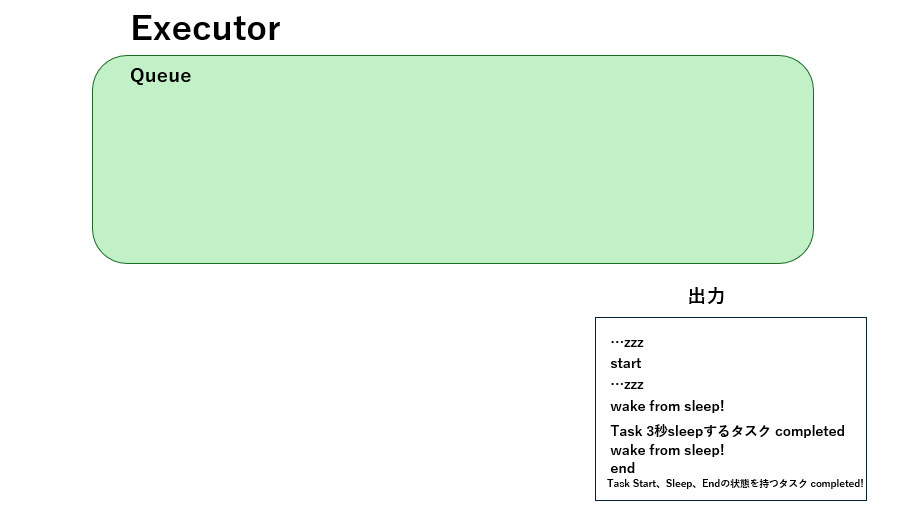 Executor
Queue
出力
…zzz
start
…zzz
wake from sleep!
Task 3秒sleepするタスク completed
wake from sleep!
end
Task Start、Sleep、Endの状態を持つタスク completed!